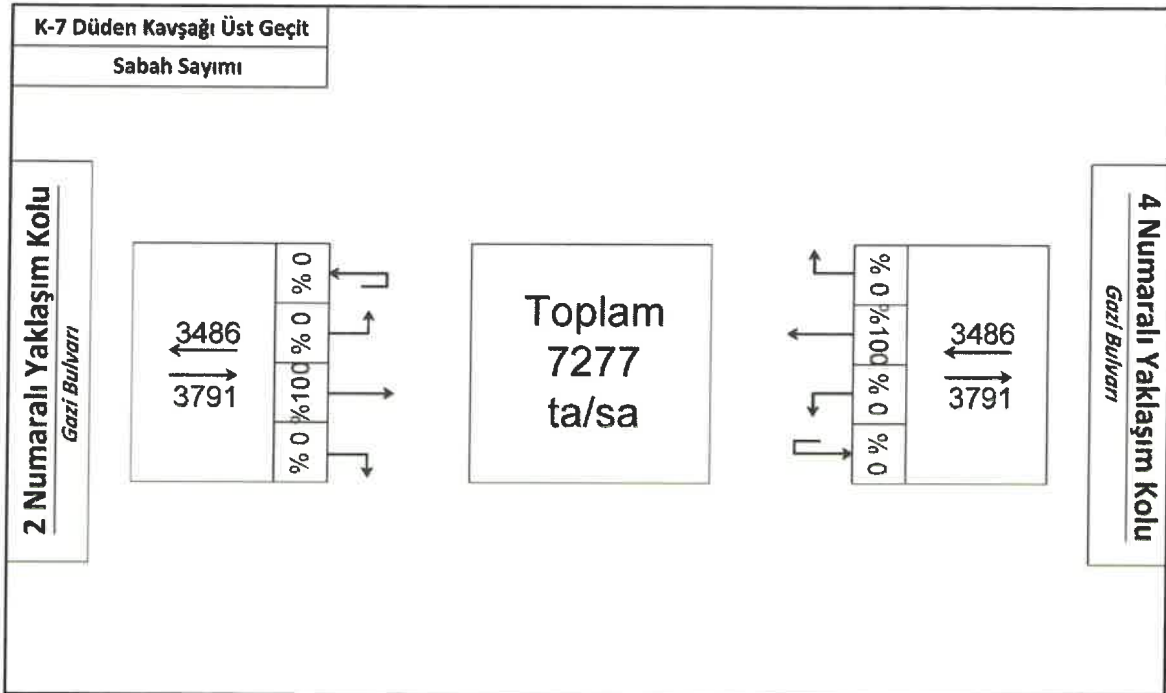 K-7 Düden Kavşağı Üst Geçit
Sabah Sayımı
2 Numaralı Yaklaşım Kolu
Gazi Bulvarı
3486
3791
% 0
% 0
%100
% 0
Toplam
7277
ta/sa
% 0
%100
% 0
% 0
3486
3791
4 Numaralı Yaklaşım Kolu
Gazi Bulvarı